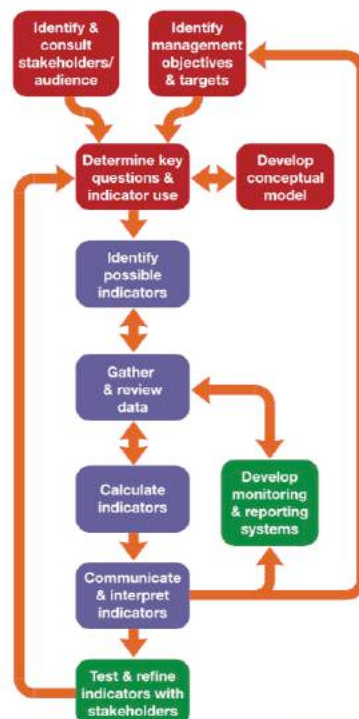 Identify &
consult
stakeholders/
audience
Identify
management
objectives
& targets
Determine key
questions &
indicator use
Develop
conceptual
model
Identify
possible
indicators
Gather
& review
data
Calculate
indicators
Develop
monitoring
& reporting
systems
Communicate
& interpret
indicators
Test & refine
indicators with
stakeholders